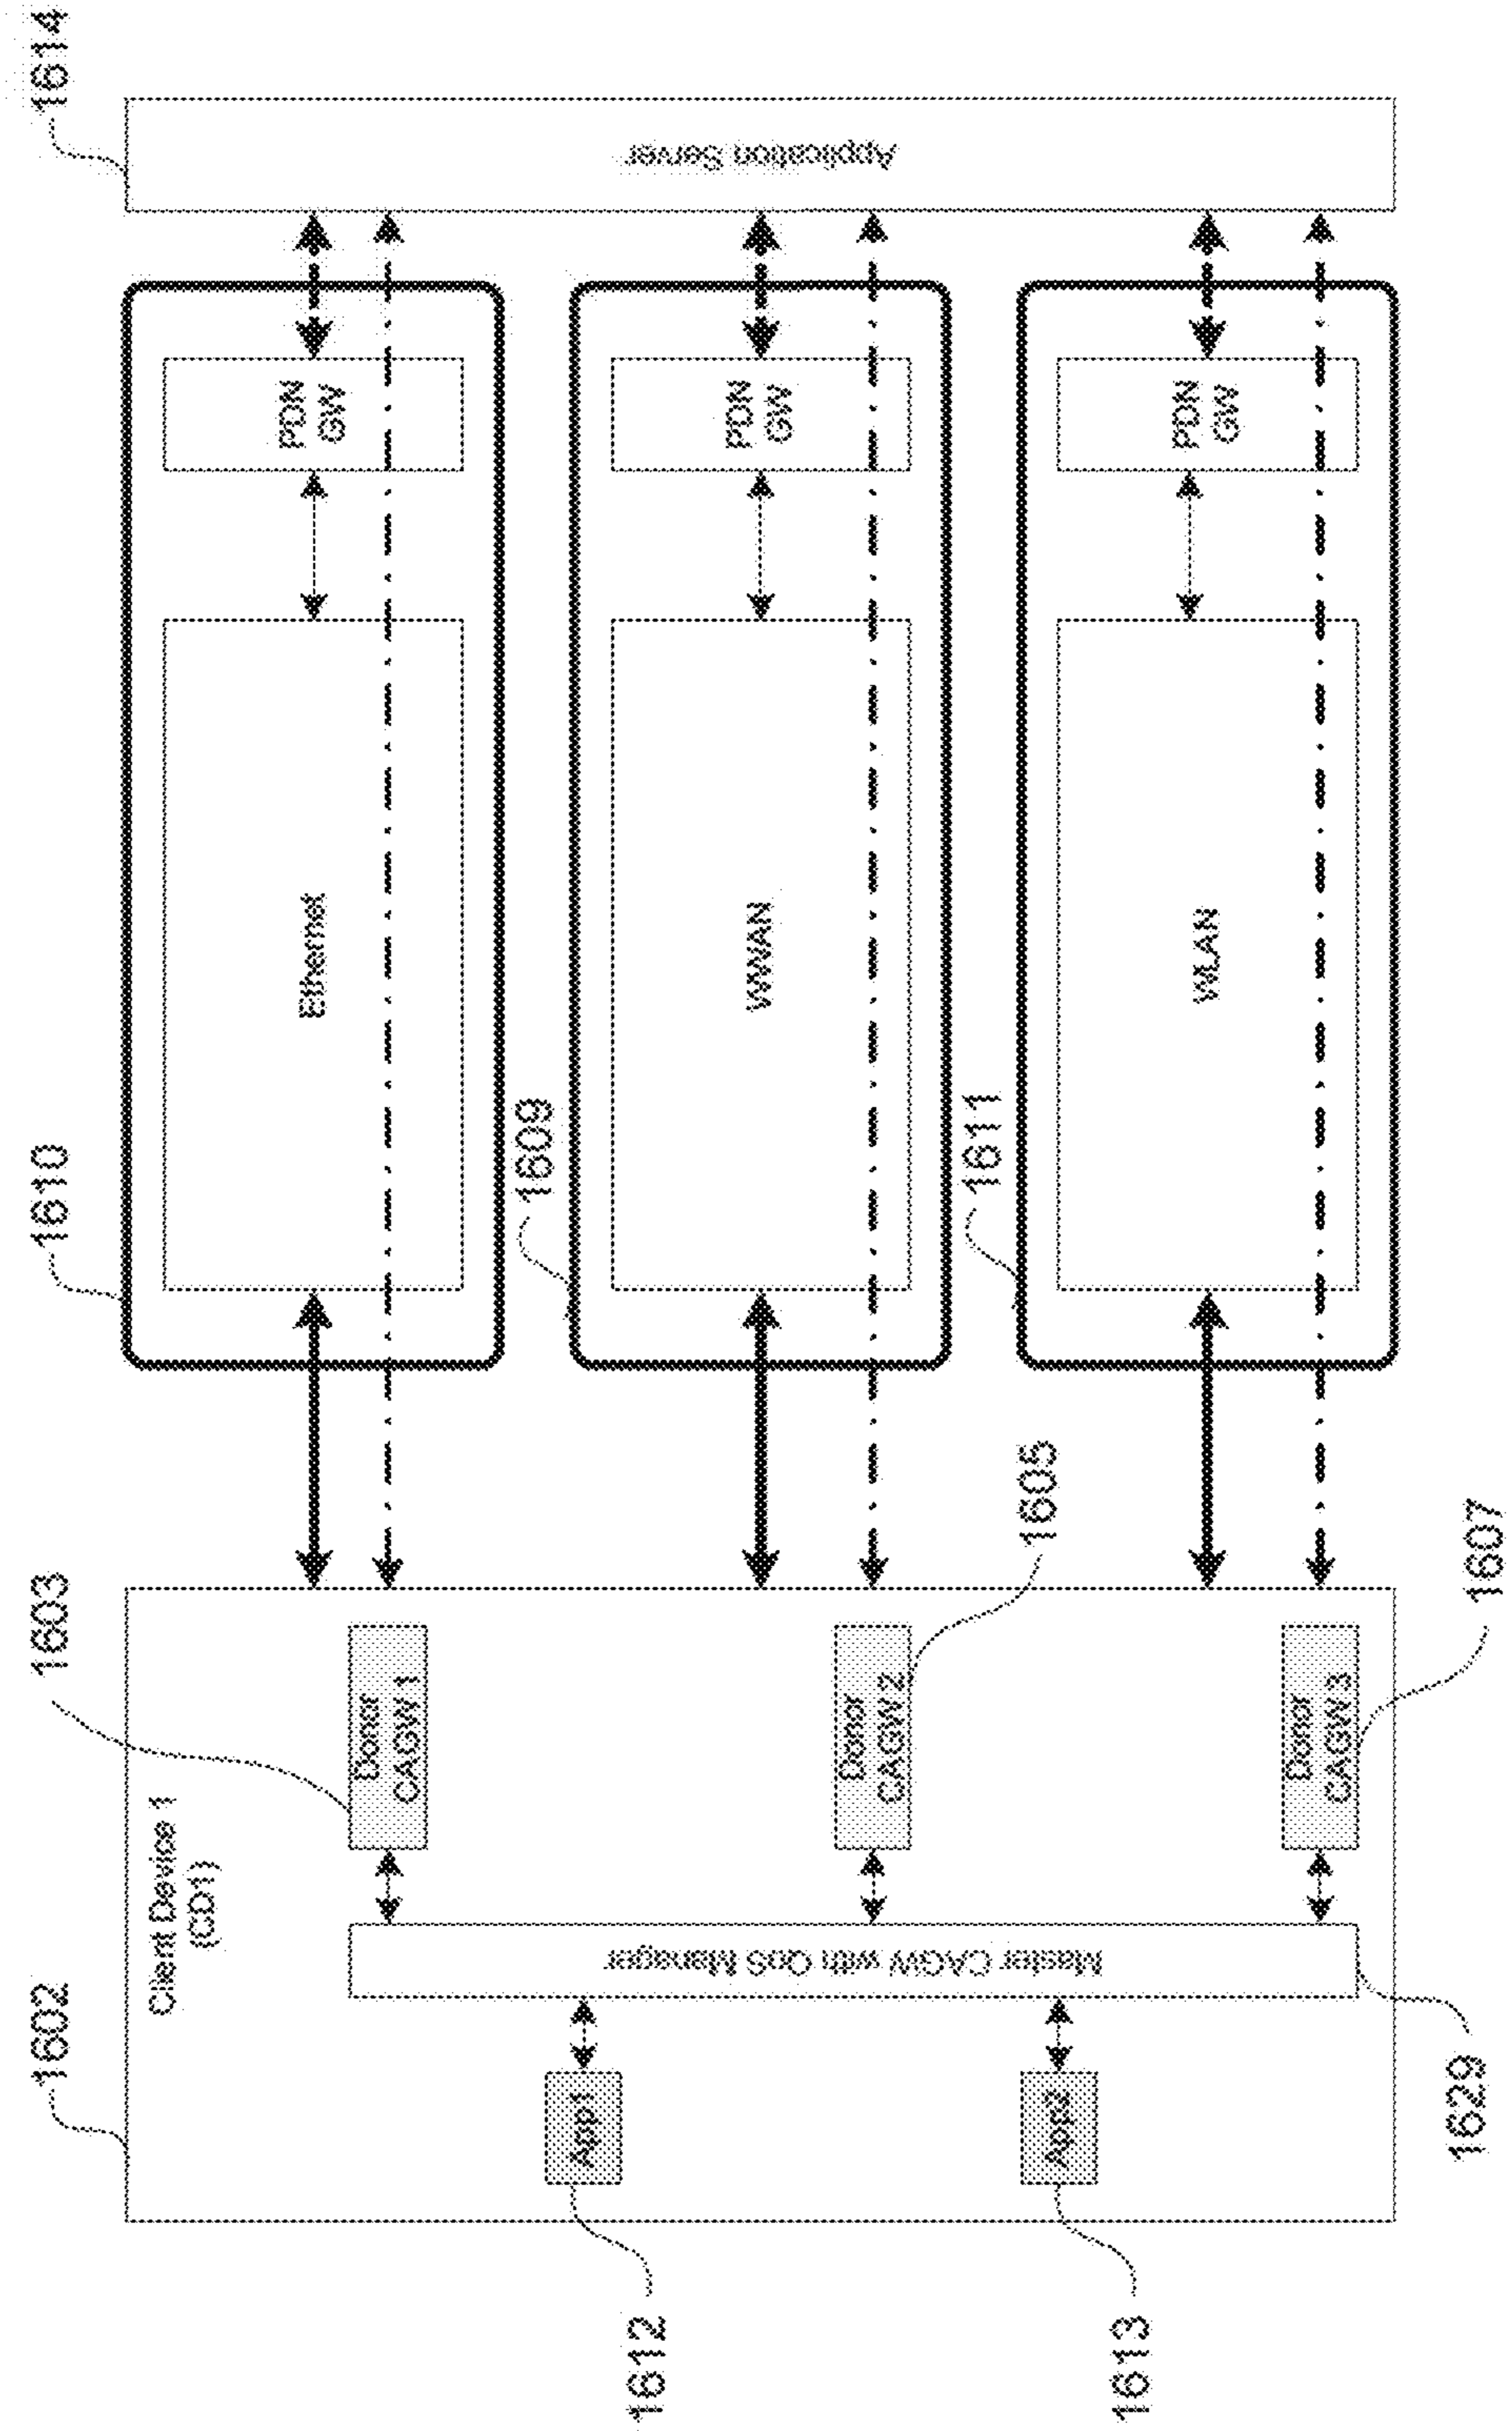 1602
Client Device 1
(CD1)
1612
App1
1613
App2
Master CAGW with QoS Manager
1629
1603
Donor
CAGW 1
Donor
CAGW 2
1605
Donor
CAGW 3
1607
1610
Ethernet
PDN
GW
1609
WWAN
PDN
GW
1611
WLAN
PDN
GW
Application Server
1614